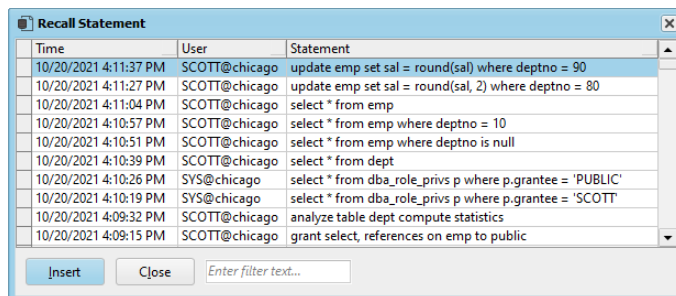 Recall Statement
Time User Statement
10/20/2021 4:11:37 PM SCOTT@chicago update emp set sal = round(sal) where deptno = 90
10/20/2021 4:11:27 PM SCOTT@chicago update emp set sal = round(sal, 2) where deptno = 80
10/20/2021 4:11:04 PM SCOTT@chicago select * from emp
10/20/2021 4:10:57 PM SCOTT@chicago select * from emp where deptno = 10
10/20/2021 4:10:51 PM SCOTT@chicago select * from emp where deptno is null
10/20/2021 4:10:39 PM SCOTT@chicago select * from dept
10/20/2021 4:10:26 PM SYS@chicago select * from dba_role_privs p where p.grantee = 'PUBLIC'
10/20/2021 4:10:19 PM SYS@chicago select * from dba_role_privs p where p.grantee = 'SCOTT'
10/20/2021 4:09:32 PM SCOTT@chicago analyze table dept compute statistics
10/20/2021 4:09:15 PM SCOTT@chicago grant select, references on emp to public
Insert Close Enter filter text...